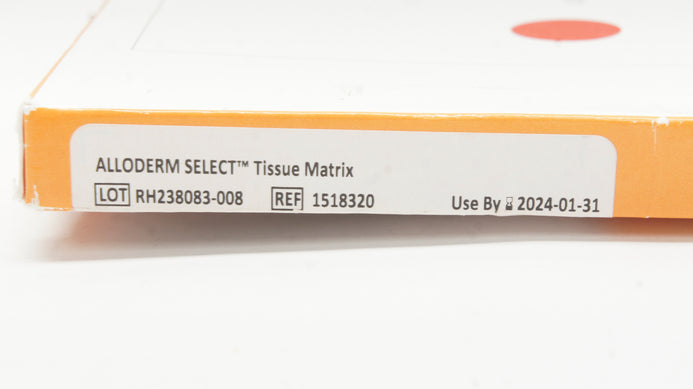 ALLODERM SELECT™ Tissue Matrix
LOT RH238083-008 REF 1518320 Use By ⌛ 2024-01-31